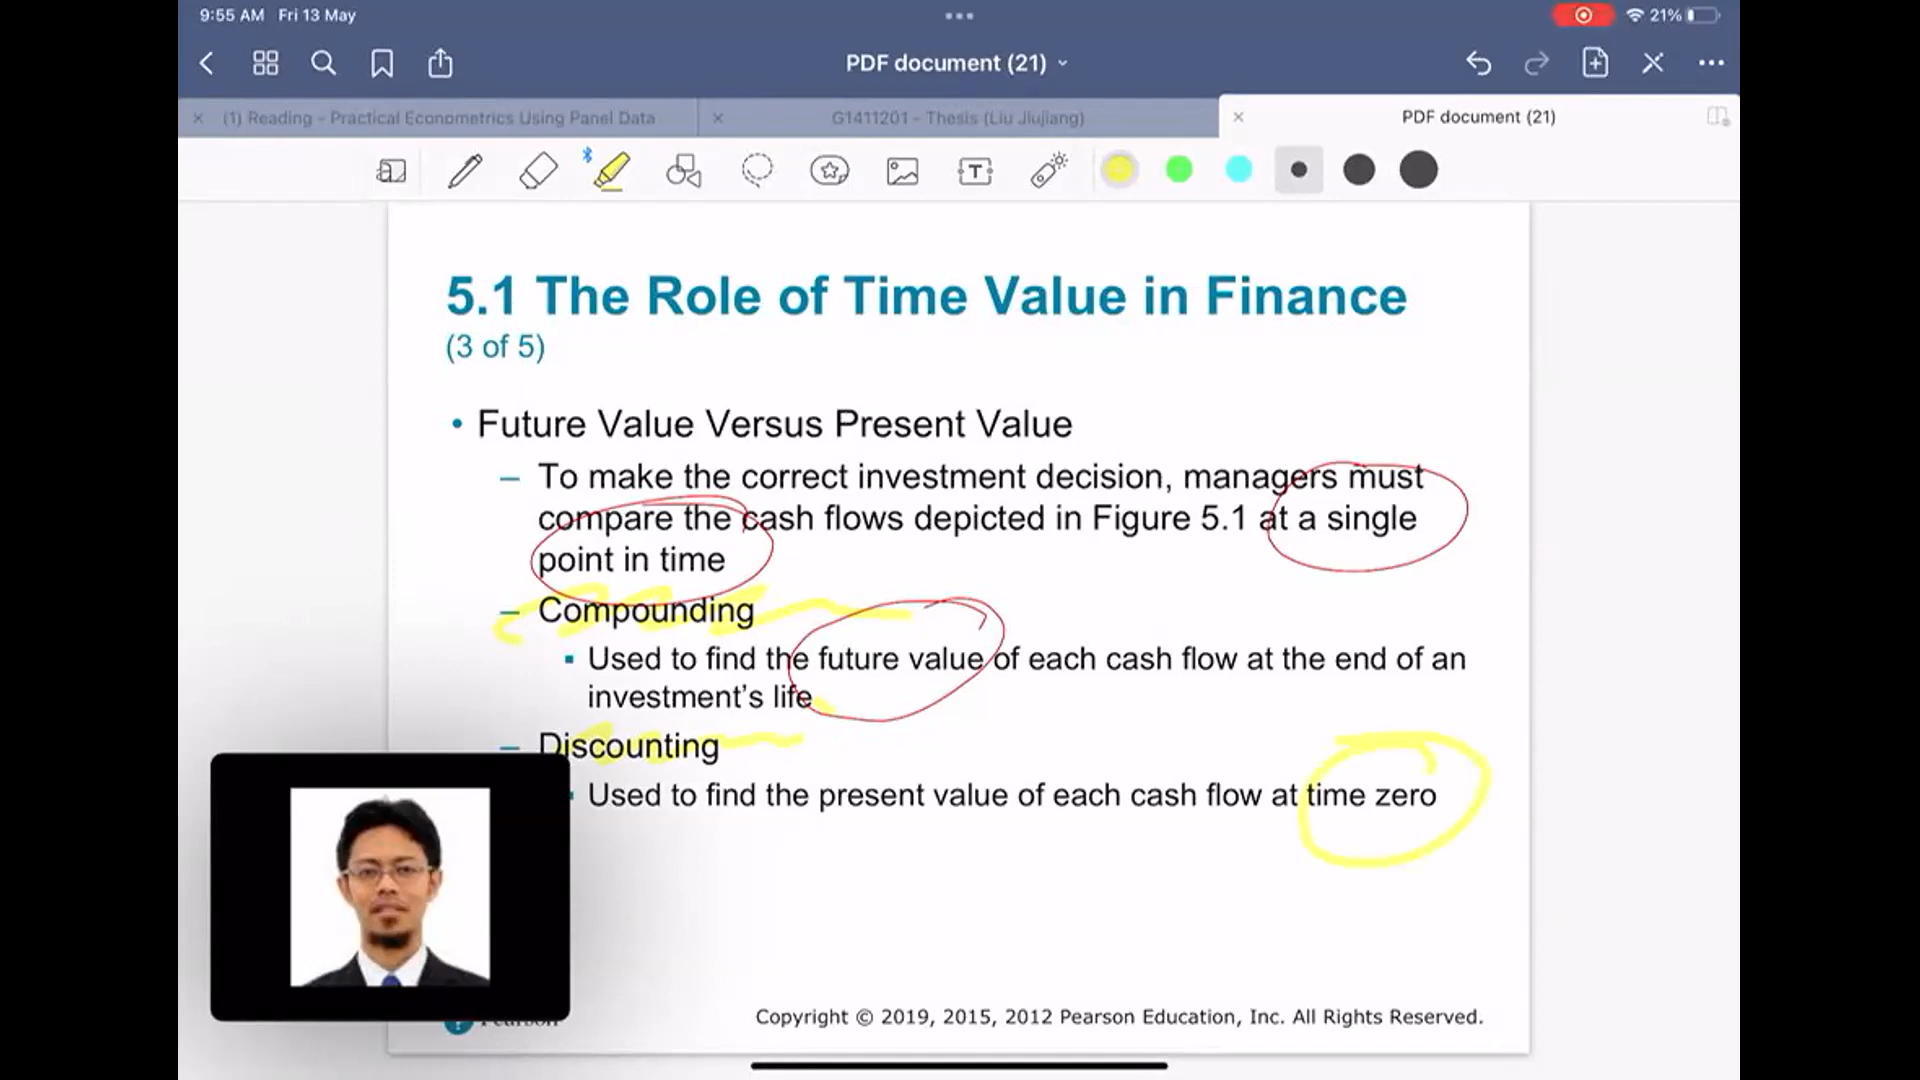 9:55 AM Fri 13 May
21%
PDF document (21)
(1) Reading - Practical Econometrics Using Panel Data
G1411201 - Thesis (Liu Jiujiang)
PDF document (21)
5.1 The Role of Time Value in Finance
(3 of 5)
• Future Value Versus Present Value
– To make the correct investment decision, managers must
compare the cash flows depicted in Figure 5.1 at a single
point in time
– Compounding
▪ Used to find the future value of each cash flow at the end of an
investment’s life
– Discounting
▪ Used to find the present value of each cash flow at time zero
Pearson
Copyright © 2019, 2015, 2012 Pearson Education, Inc. All Rights Reserved.